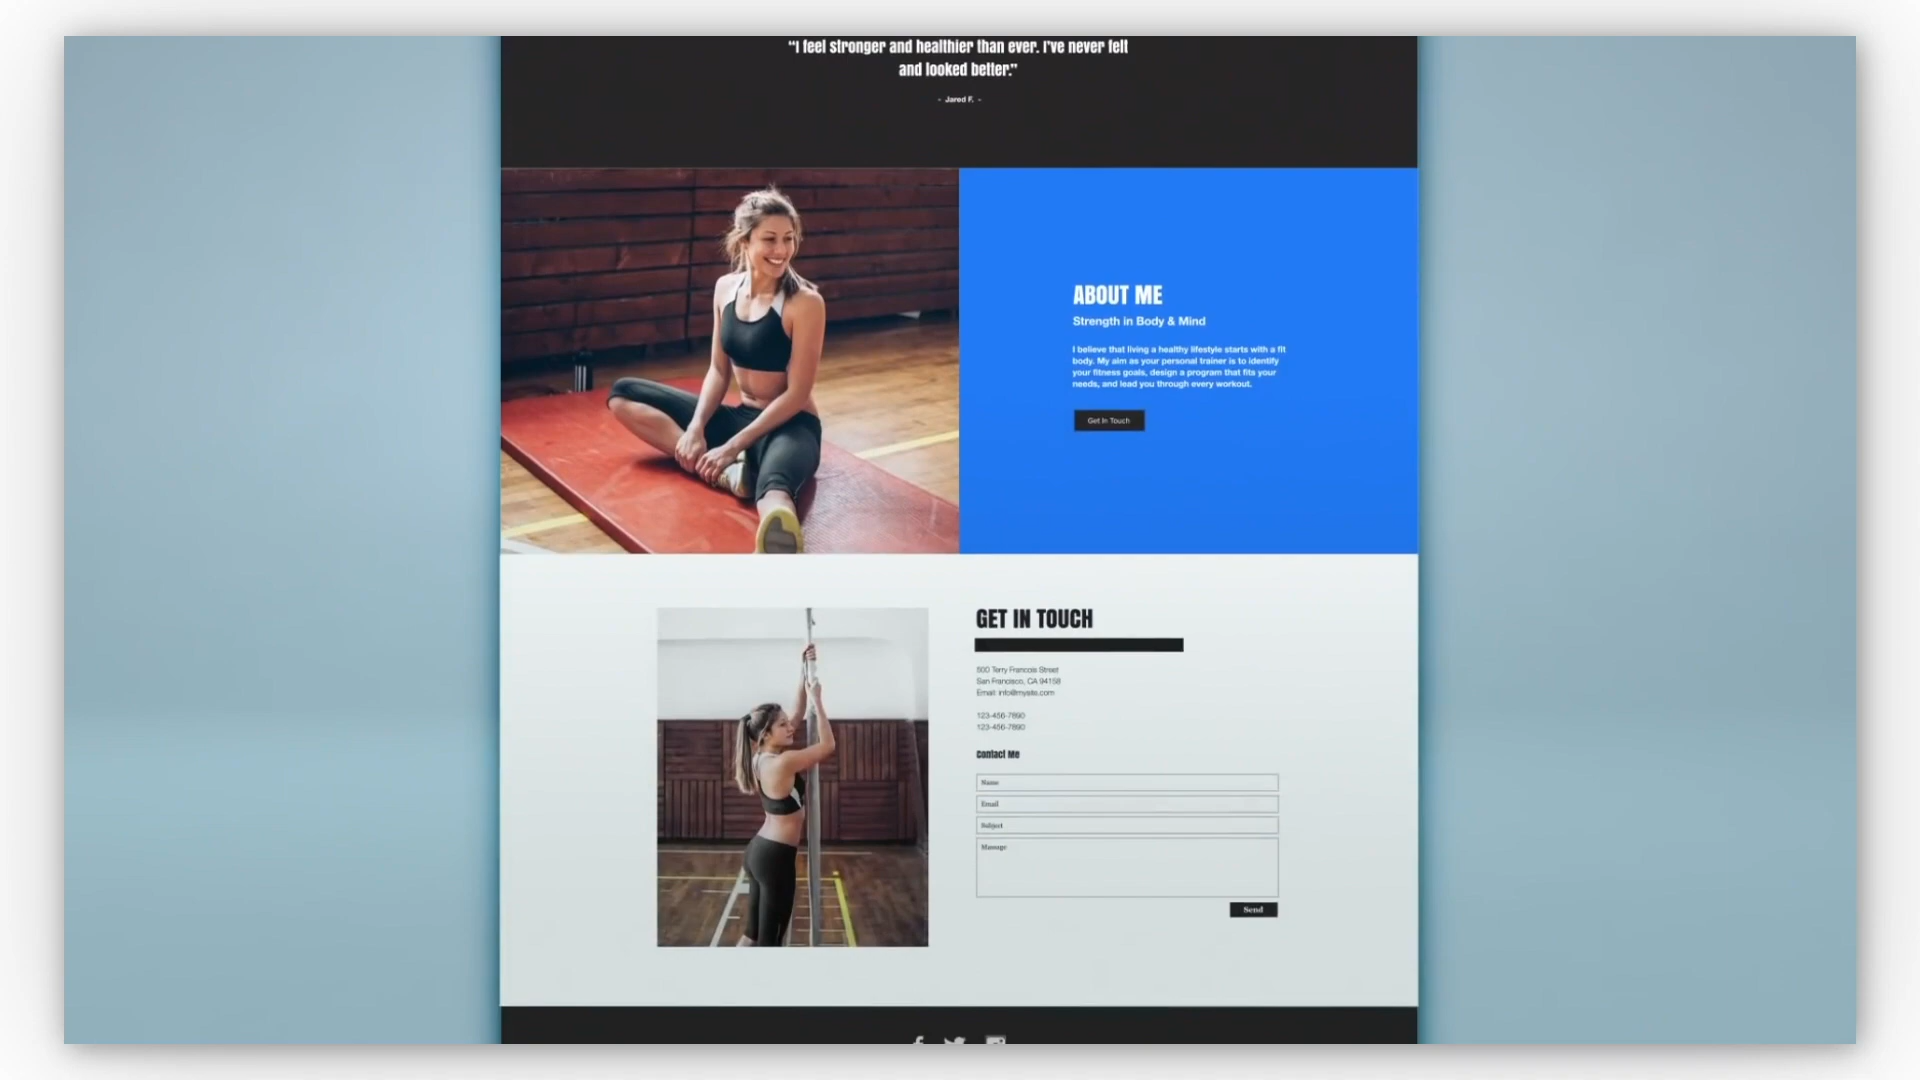 “I feel stronger and healthier than ever. I’ve never felt
and looked better.”
- Jared F. -
ABOUT ME
Strength in Body & Mind
I believe that living a healthy lifestyle starts with a fit
body. My aim as your personal trainer is to identify
your fitness goals, design a program that fits your
needs, and lead you through every workout.
Get In Touch
GET IN TOUCH
500 Terry Francois Street
San Francisco, CA 94158
Email: info@mysite.com
123-456-7890
123-456-7890
Contact Me
Name
Email
Subject
Message
Send